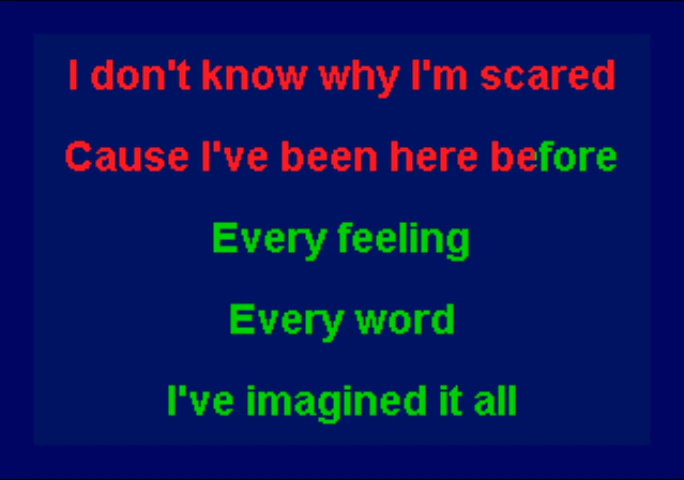 I don't know why I'm scared
Cause I've been here before
Every feeling
Every word
I've imagined it all